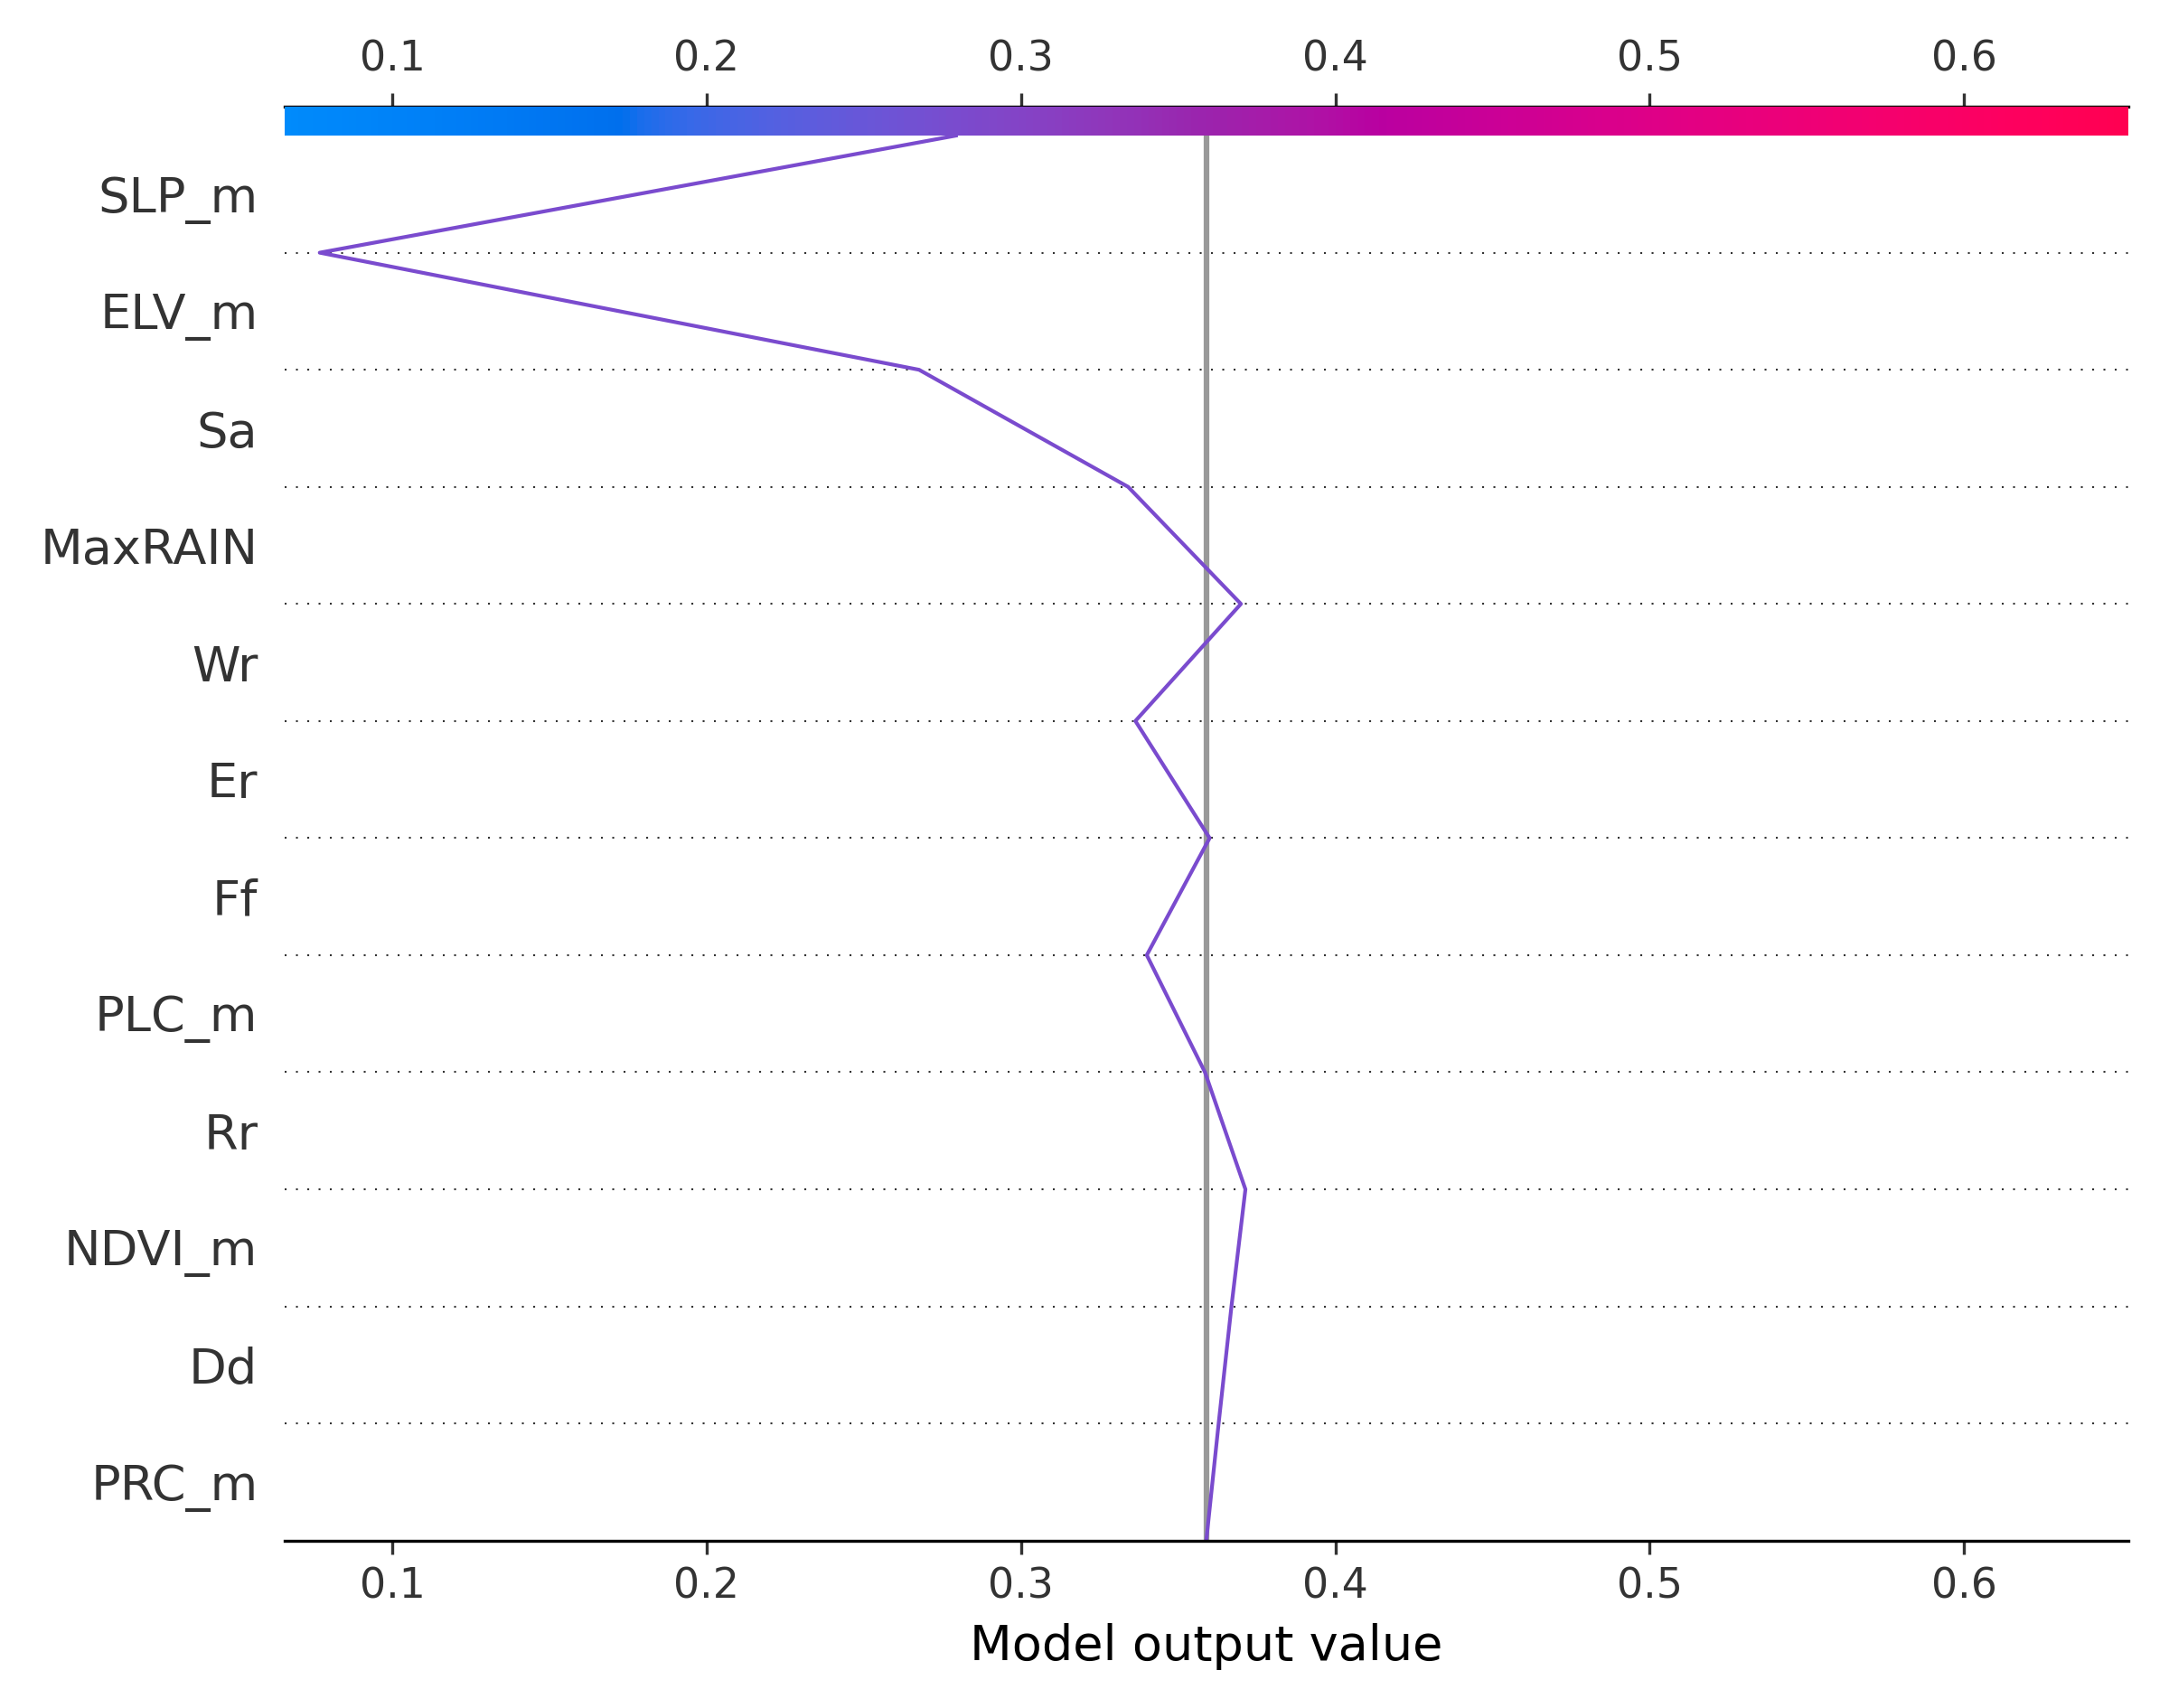 0.1 0.2 0.3 0.4 0.5 0.6
SLP_m
ELV_m
Sa
MaxRAIN
Wr
Er
Ff
PLC_m
Rr
NDVI_m
Dd
PRC_m
0.1 0.2 0.3 0.4 0.5 0.6
Model output value